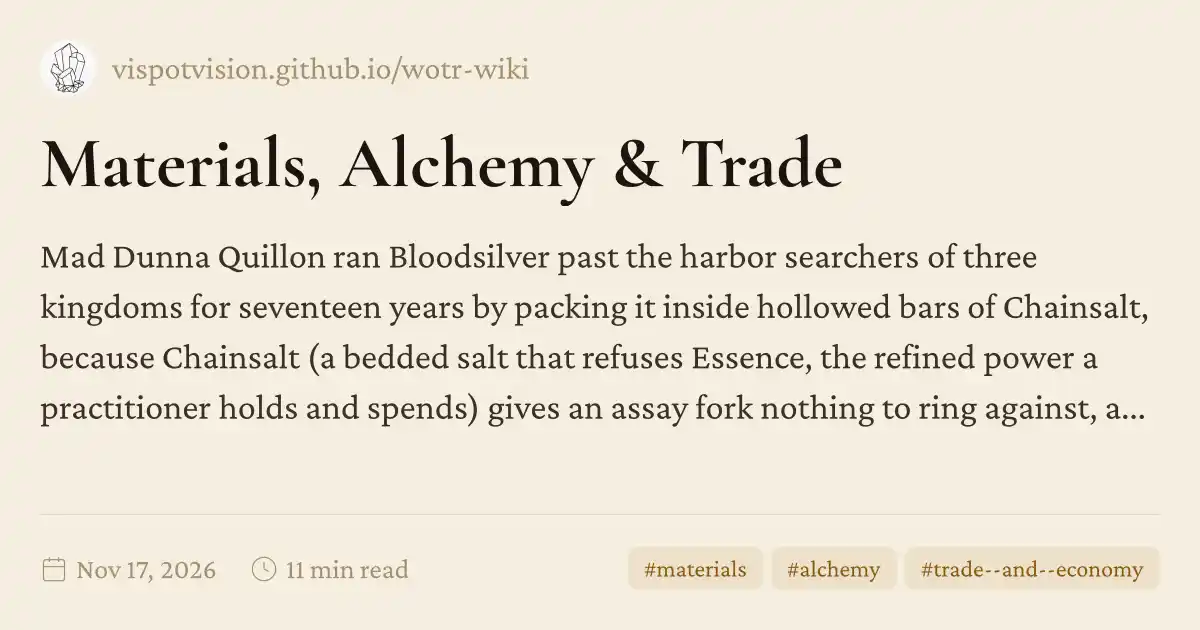 vispotvision.github.io/wotr-wiki
Materials, Alchemy & Trade
Mad Dunna Quillon ran Bloodsilver past the harbor searchers of three
kingdoms for seventeen years by packing it inside hollowed bars of Chainsalt,
because Chainsalt (a bedded salt that refuses Essence, the refined power a
practitioner holds and spends) gives an assay fork nothing to ring against, a...
Nov 17, 2026
11 min read
#materials
#alchemy
#trade--and--economy